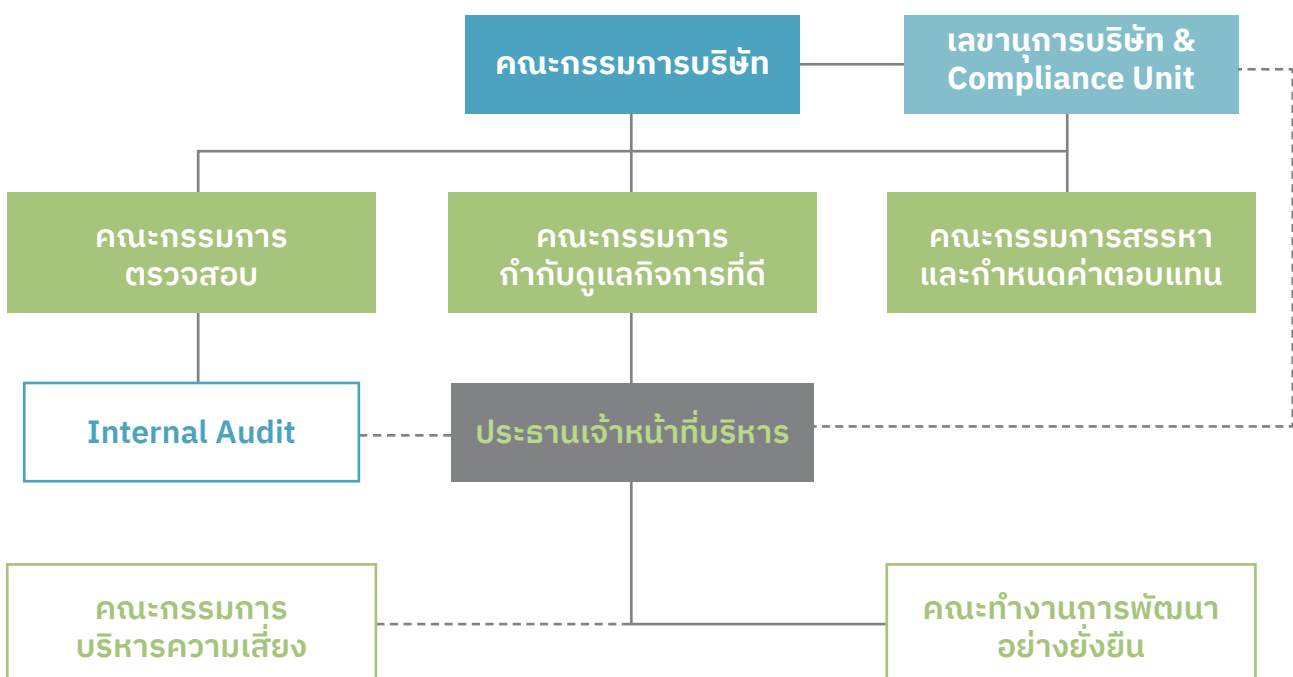 คณะกรรมการบริษัท
เลขานุการบริษัท &
Compliance Unit
คณะกรรมการ
ตรวจสอบ
คณะกรรมการ
กำกับดูแลกิจการที่ดี
คณะกรรมการสรรหา
และกำหนดค่าตอบแทน
Internal Audit
ประธานเจ้าหน้าที่บริหาร
คณะกรรมการ
บริหารความเสี่ยง
คณะทำงานการพัฒนา
อย่างยั่งยืน